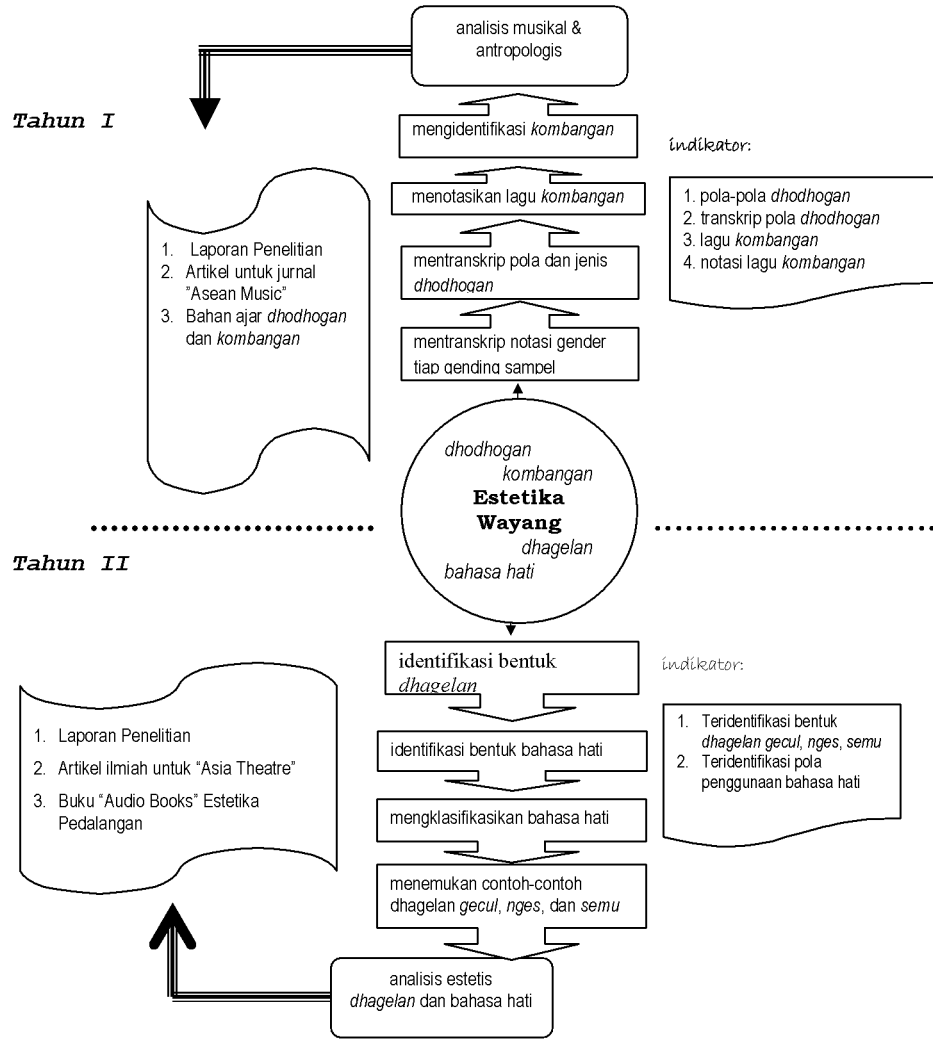 analisis musikal &
antropologis
Tahun I
mengidentifikasi kombangan
indikator:
menotasikan lagu kombangan
1. pola-pola dhodhogan
2. transkrip pola dhodhogan
3. lagu kombangan
4. notasi lagu kombangan
1. Laporan Penelitian
2. Artikel untuk jurnal
"Asean Music"
3. Bahan ajar dhodhogan
dan kombangan
mentranskrip pola dan jenis
dhodhogan
mentranskrip notasi gender
tiap gending sampel
dhodhogan
kombangan
Estetika
Wayang
dhagelan
bahasa hati
Tahun II
identifikasi bentuk
dhagelan
indikator:
1. Laporan Penelitian
2. Artikel ilmiah untuk "Asia Theatre"
3. Buku "Audio Books" Estetika
Pedalangan
identifikasi bentuk bahasa hati
1. Teridentifikasi bentuk
dhagelan gecul, nges, semu
2. Teridentifikasi pola
penggunaan bahasa hati
mengklasifikasikan bahasa hati
menemukan contoh-contoh
dhagelan gecul, nges, dan semu
analisis estetis
dhagelan dan bahasa hati